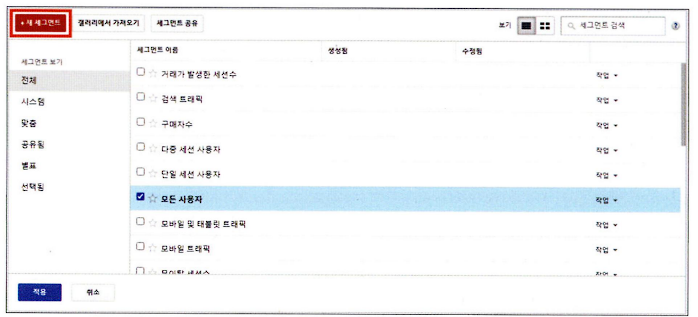 + 새 세그먼트 갤러리에서 가져오기 세그먼트 공유 보기 세그먼트 검색 ?
세그먼트 보기
전체
시스템
맞춤
공유됨
별표
선택됨
세그먼트 이름 생성됨 수정됨
거래가 발생한 세션수 작업
검색 트래픽 작업
구매자수 작업
다중 세션 사용자 작업
단일 세션 사용자 작업
모든 사용자 작업
모바일 및 태블릿 트래픽 작업
모바일 트래픽 작업
작업
적용 취소